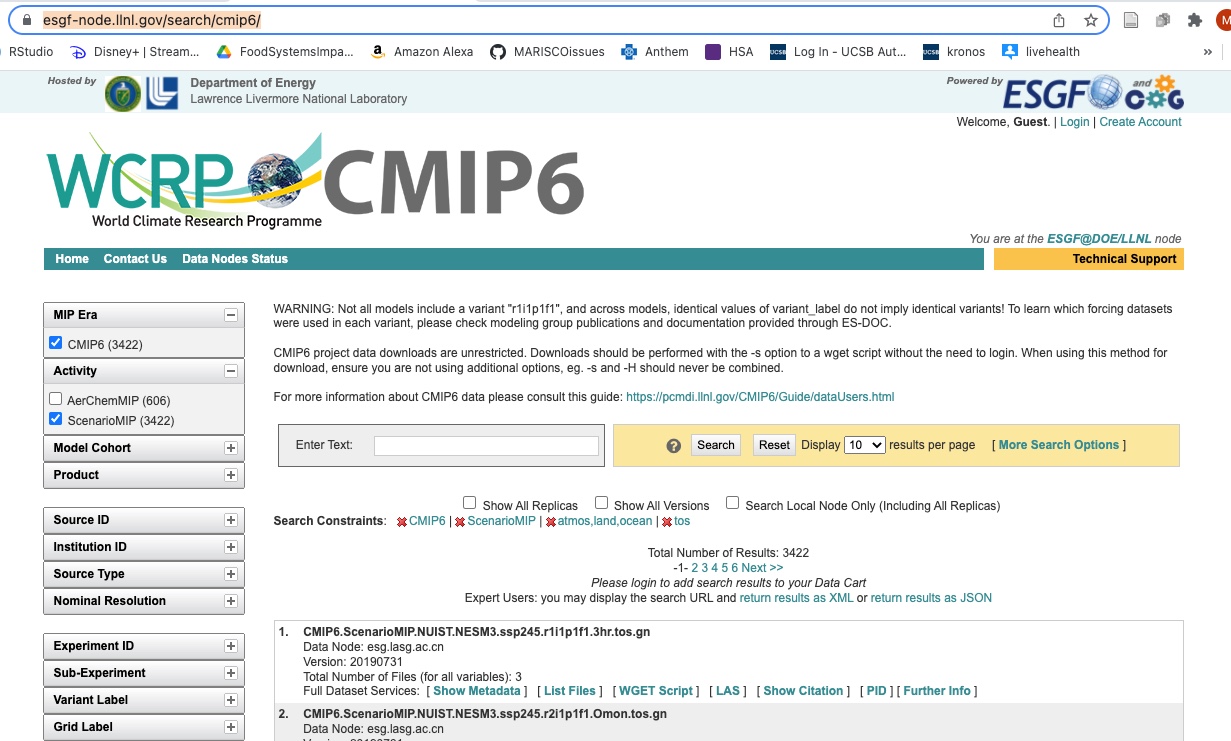 esgf-node.llnl.gov/search/cmip6/
M
RStudio Disney+ | Stream... FoodSystemsImpa... Amazon Alexa MARISCOissues Anthem HSA UCSB Log In - UCSB Aut... UCSB kronos livehealth »
Hosted by Department of Energy Powered by ESGF and COG
Lawrence Livermore National Laboratory
Welcome, Guest. | Login | Create Account
WCRP CMIP6
World Climate Research Programme
You are at the ESGF@DOE/LLNL node
Home Contact Us Data Nodes Status Technical Support
MIP Era
CMIP6 (3422)
Activity
AerChemMIP (606)
ScenarioMIP (3422)
Model Cohort
Product
Source ID
Institution ID
Source Type
Nominal Resolution
Experiment ID
Sub-Experiment
Variant Label
Grid Label
WARNING: Not all models include a variant "r1i1p1f1", and across models, identical values of variant_label do not imply identical variants! To learn which forcing datasets
were used in each variant, please check modeling group publications and documentation provided through ES-DOC.
CMIP6 project data downloads are unrestricted. Downloads should be performed with the -s option to a wget script without the need to login. When using this method for
download, ensure you are not using additional options, eg. -s and -H should never be combined.
For more information about CMIP6 data please consult this guide: https://pcmdi.llnl.gov/CMIP6/Guide/dataUsers.html
Enter Text: ? Search Reset Display 10 results per page [ More Search Options ]
Show All Replicas Show All Versions Search Local Node Only (Including All Replicas)
Search Constraints: CMIP6 | ScenarioMIP | atmos,land,ocean | tos
Total Number of Results: 3422
-1- 2 3 4 5 6 Next >>
Please login to add search results to your Data Cart
Expert Users: you may display the search URL and return results as XML or return results as JSON
1. CMIP6.ScenarioMIP.NUIST.NESM3.ssp245.r1i1p1f1.3hr.tos.gn
Data Node: esg.lasg.ac.cn
Version: 20190731
Total Number of Files (for all variables): 3
Full Dataset Services: [ Show Metadata ] [ List Files ] [ WGET Script ] [ LAS ] [ Show Citation ] [ PID ] [ Further Info ]
2. CMIP6.ScenarioMIP.NUIST.NESM3.ssp245.r2i1p1f1.Omon.tos.gn
Data Node: esg.lasg.ac.cn